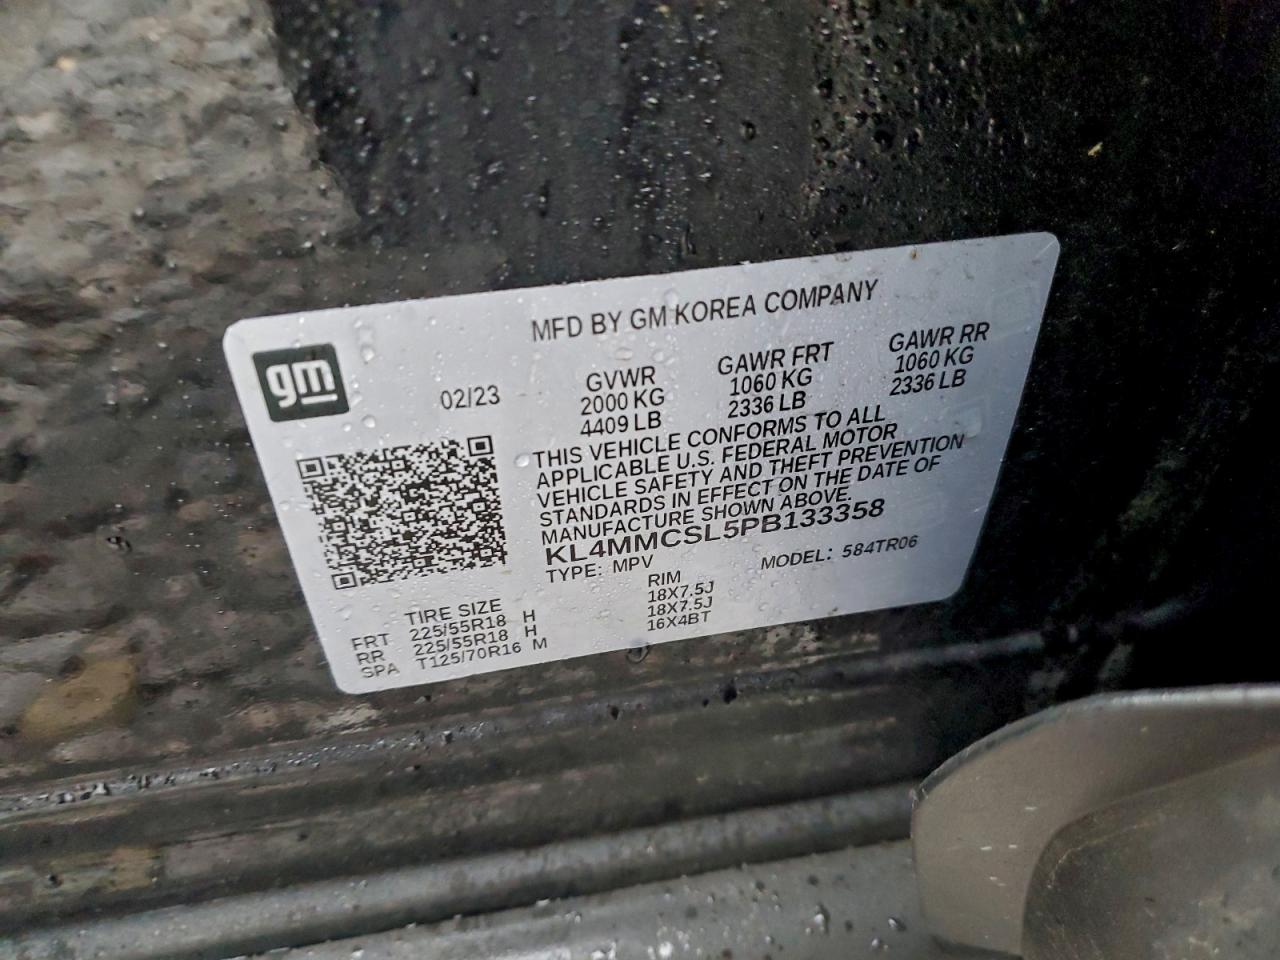 gm
MFD BY GM KOREA COMPANY
02/23
GVWR
2000 KG
4409 LB
GAWR FRT
1060 KG
2336 LB
GAWR RR
1060 KG
2336 LB
THIS VEHICLE CONFORMS TO ALL
APPLICABLE U.S. FEDERAL MOTOR
VEHICLE SAFETY AND THEFT PREVENTION
STANDARDS IN EFFECT ON THE DATE OF
MANUFACTURE SHOWN ABOVE.
KL4MMCSL5PB133358
TYPE: MPV MODEL: 584TR06
TIRE SIZE RIM
FRT 225/55R18 H 18X7.5J
RR 225/55R18 H 18X7.5J
SPA T125/70R16 M 16X4BT